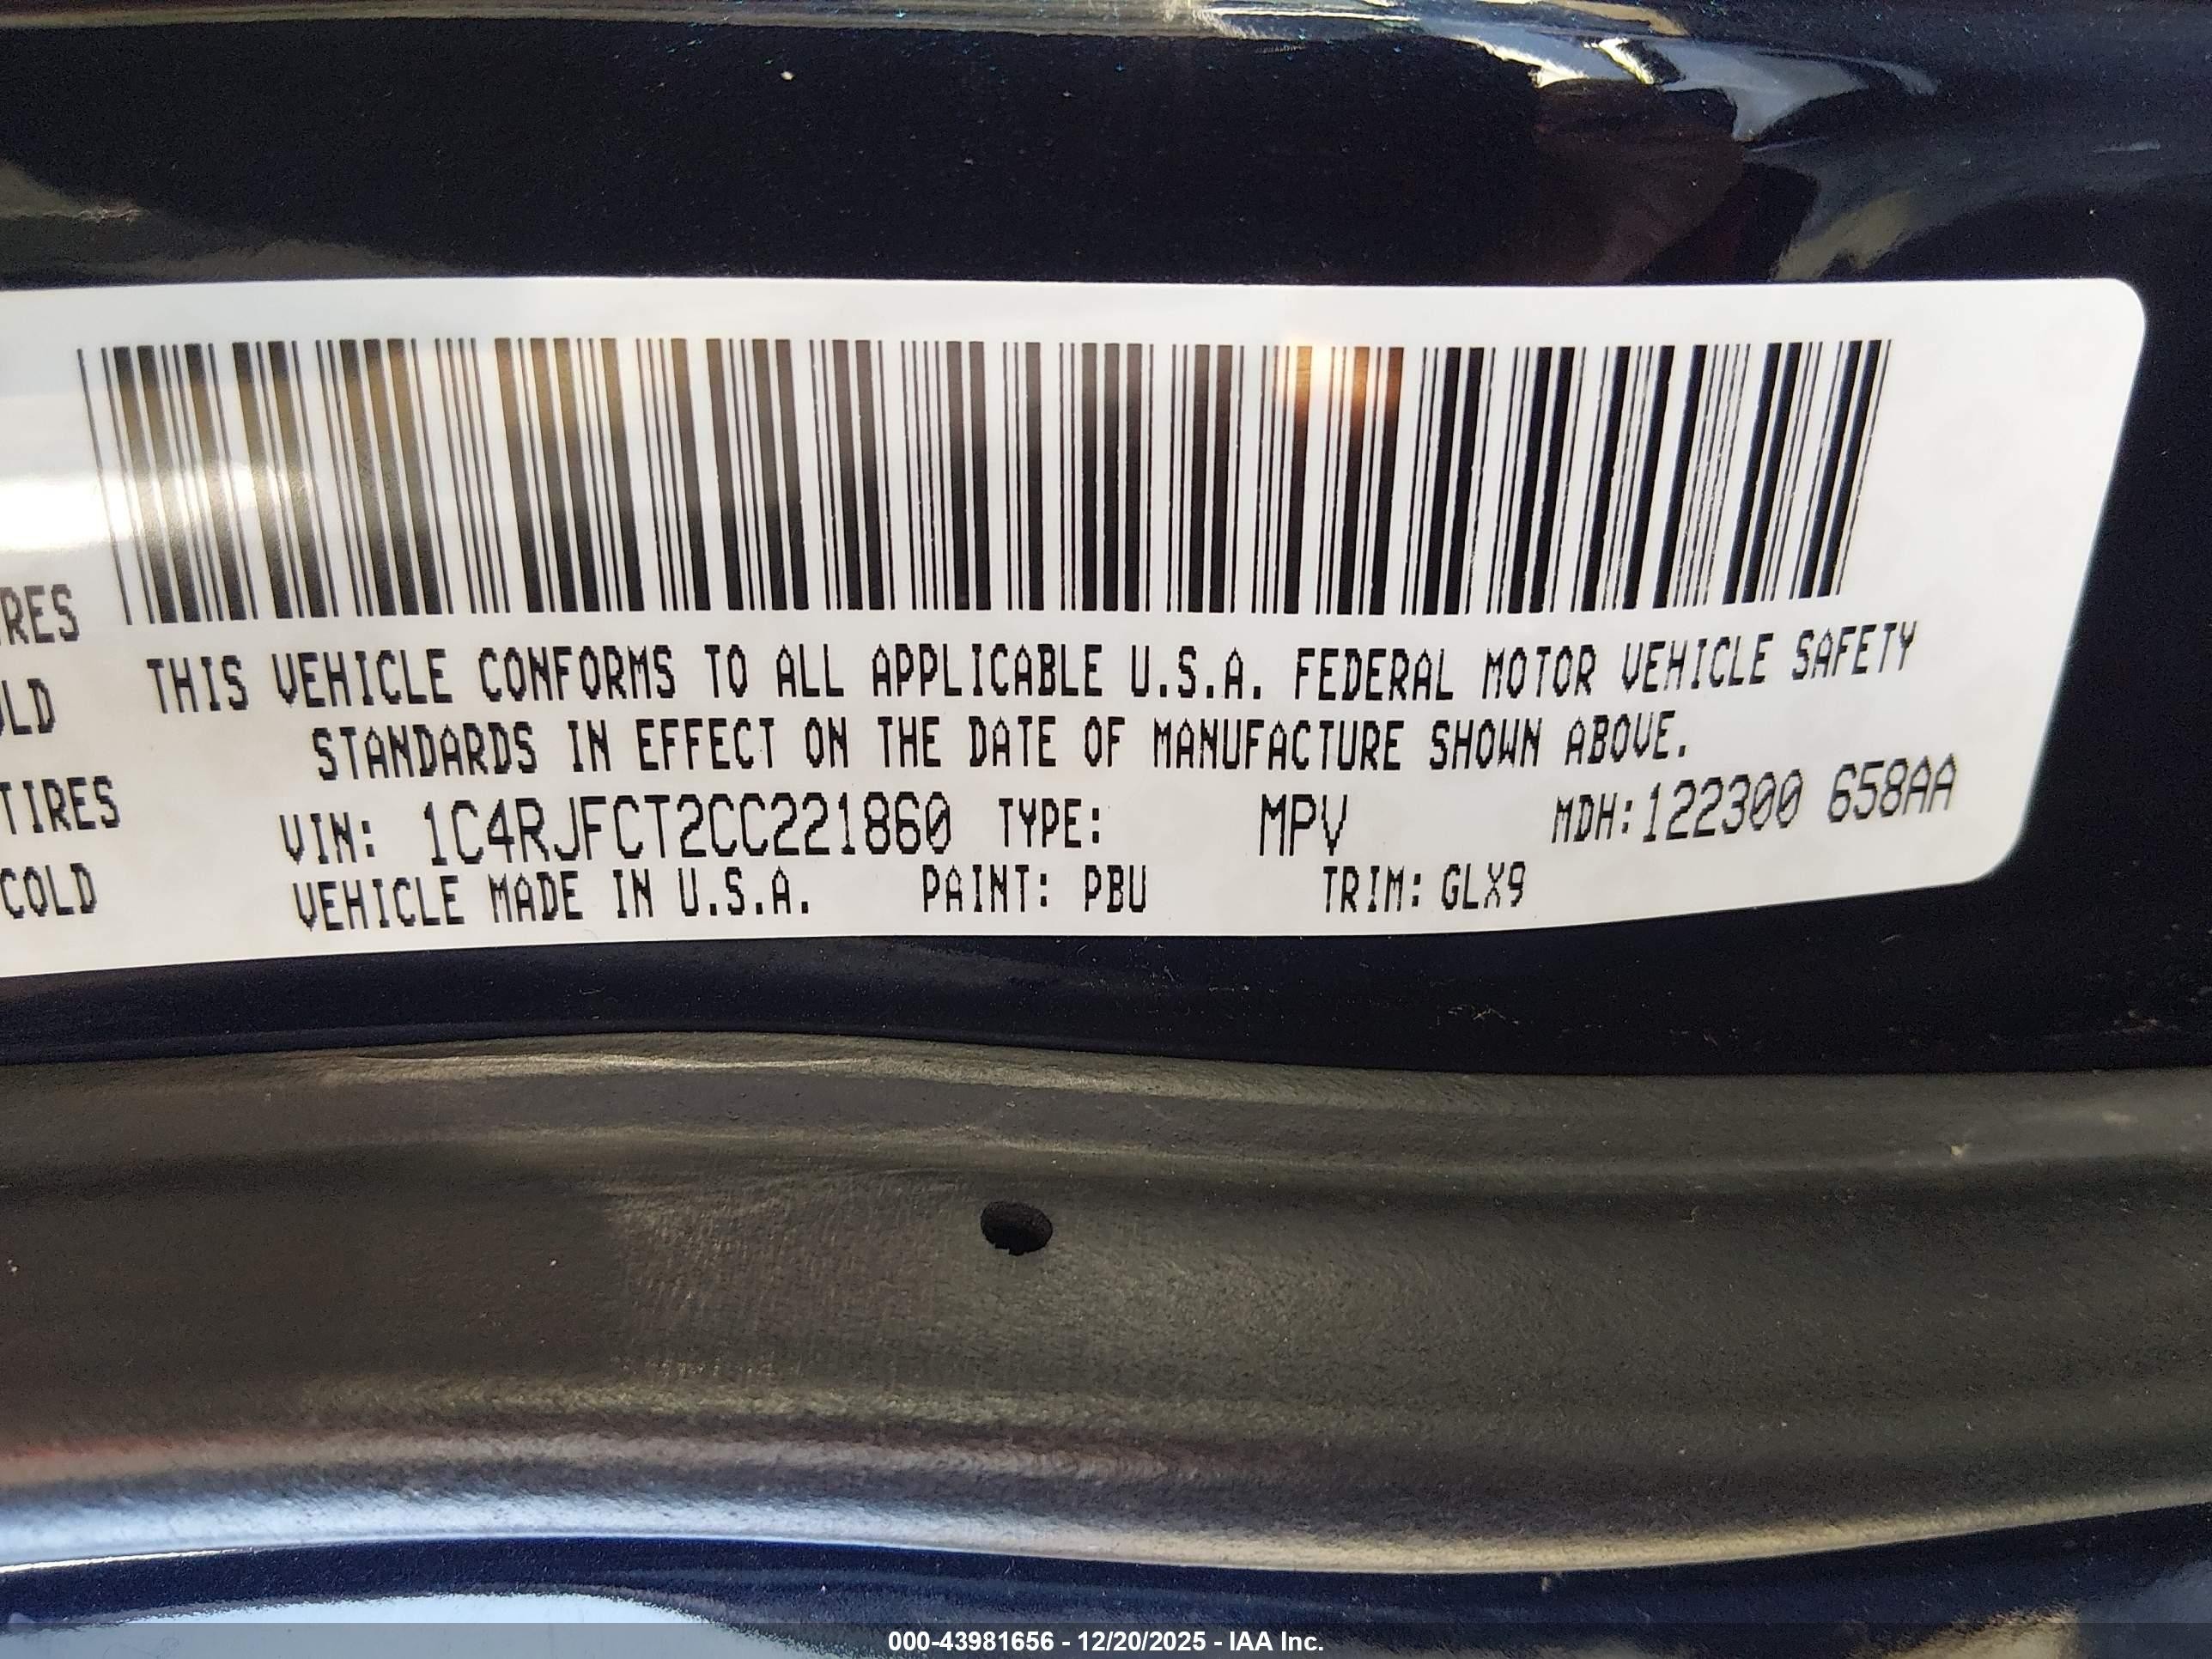 RES
THIS VEHICLE CONFORMS TO ALL APPLICABLE U.S.A. FEDERAL MOTOR VEHICLE SAFETY
LD
STANDARDS IN EFFECT ON THE DATE OF MANUFACTURE SHOWN ABOVE.
TIRES
VIN: 1C4RJFCT2CC221860 TYPE: MPV MDH:122300 658AA
COLD
VEHICLE MADE IN U.S.A. PAINT: PBU TRIM: GLX9
000-43981656 - 12/20/2025 - IAA Inc.